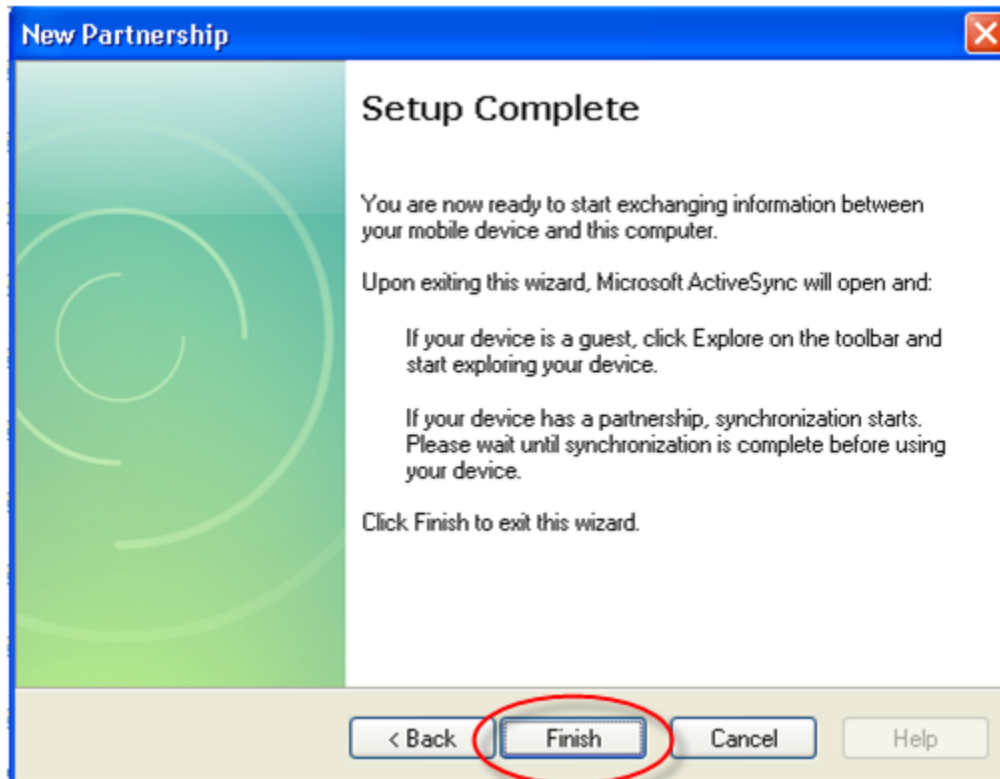 New Partnership
Setup Complete
You are now ready to start exchanging information between
your mobile device and this computer.
Upon exiting this wizard, Microsoft ActiveSync will open and:
If your device is a guest, click Explore on the toolbar and
start exploring your device.
If your device has a partnership, synchronization starts.
Please wait until synchronization is complete before using
your device.
Click Finish to exit this wizard.
< Back Finish Cancel Help